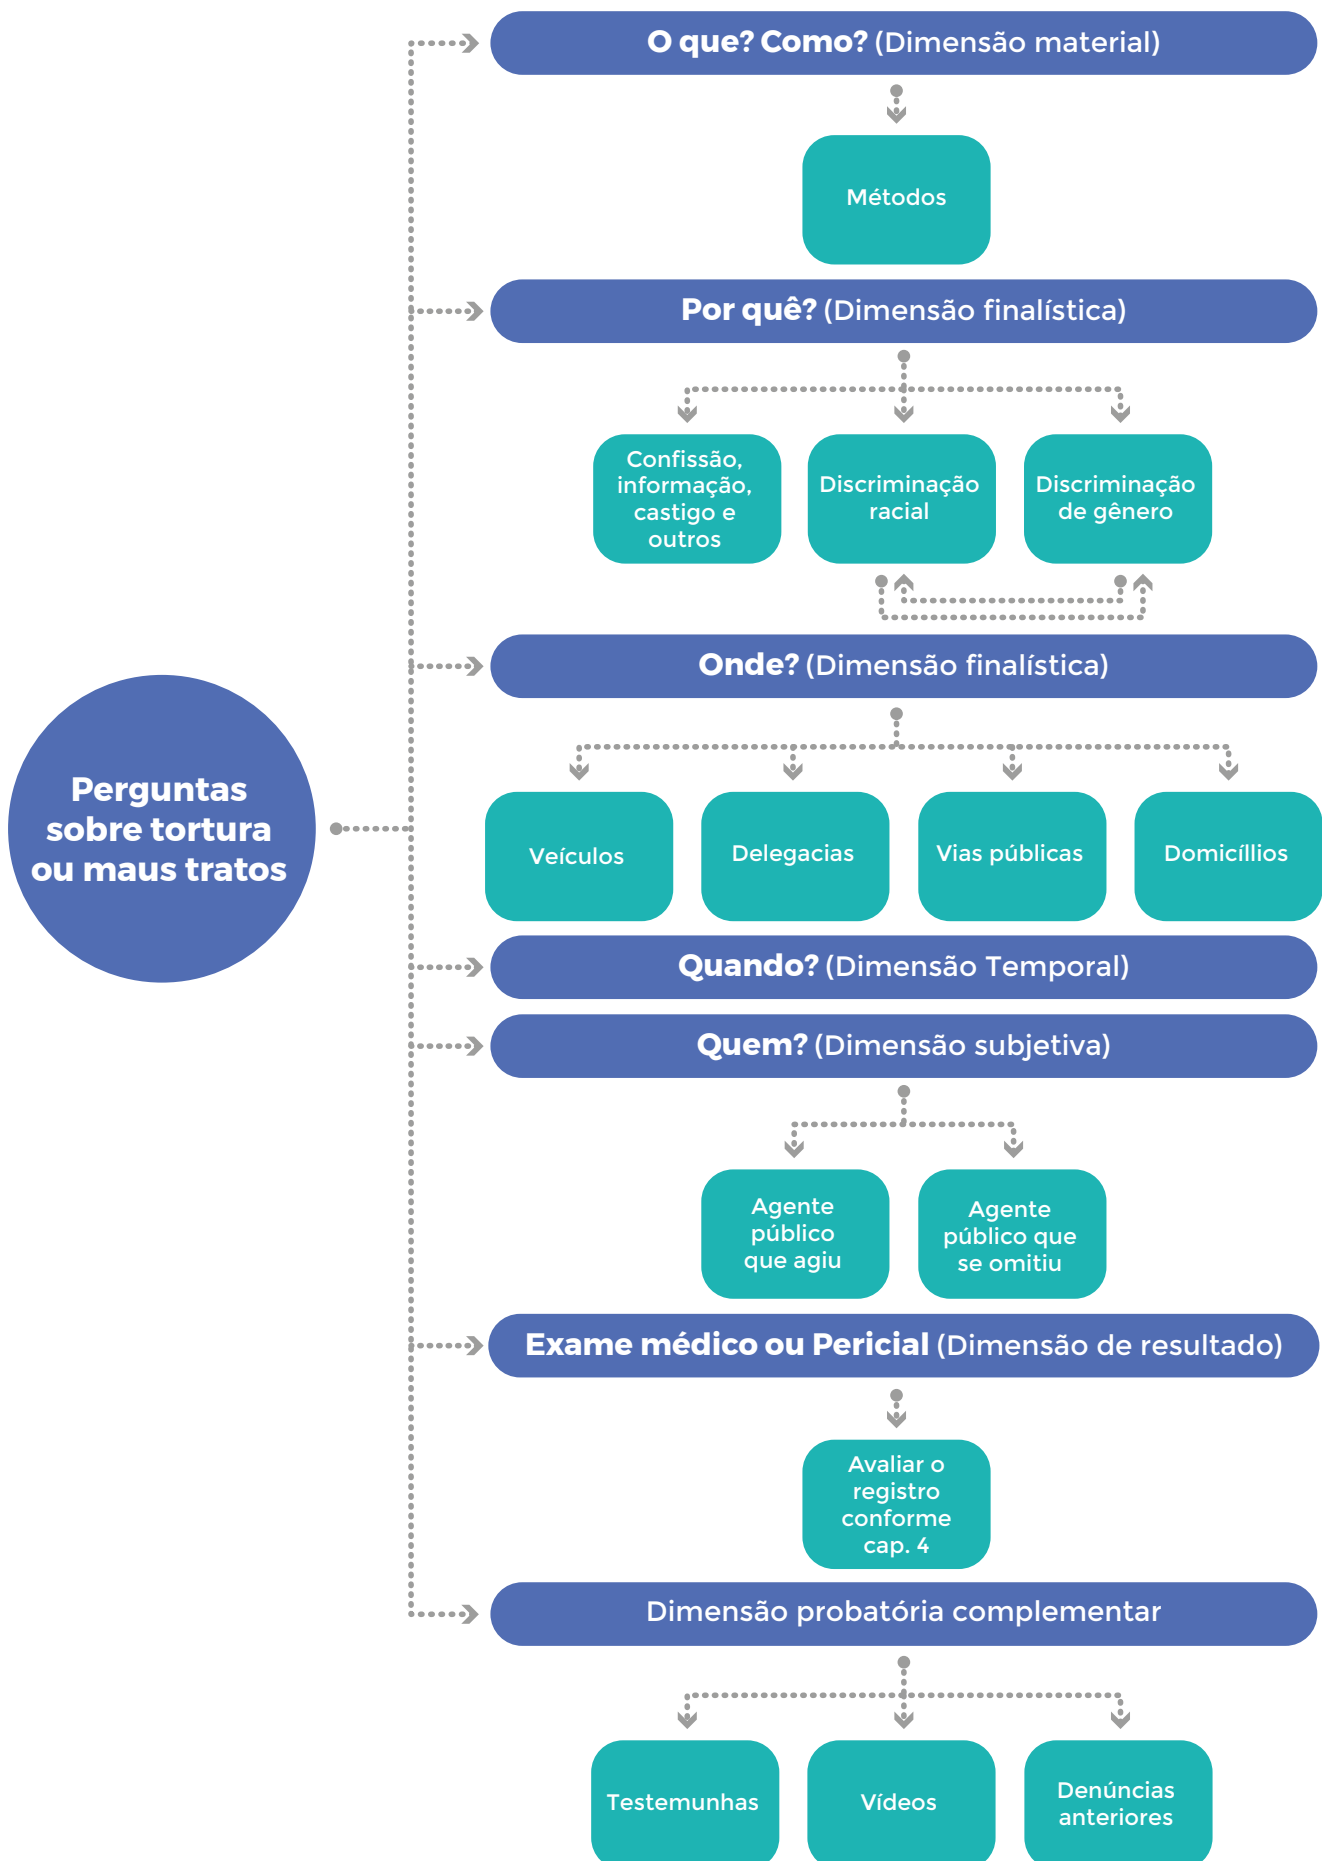 O que? Como? (Dimensão material)
Métodos
Por quê? (Dimensão finalística)
Confissão,
informação,
castigo e
outros
Discriminação
racial
Discriminação
de gênero
Onde? (Dimensão finalística)
Perguntas
sobre tortura
ou maus tratos
Veículos
Delegacias
Vias públicas
Domicíllios
Quando? (Dimensão Temporal)
Quem? (Dimensão subjetiva)
Agente
público
que agiu
Agente
público que
se omitiu
Exame médico ou Pericial (Dimensão de resultado)
Avaliar o
registro
conforme
cap. 4
Dimensão probatória complementar
Testemunhas
Vídeos
Denúncias
anteriores